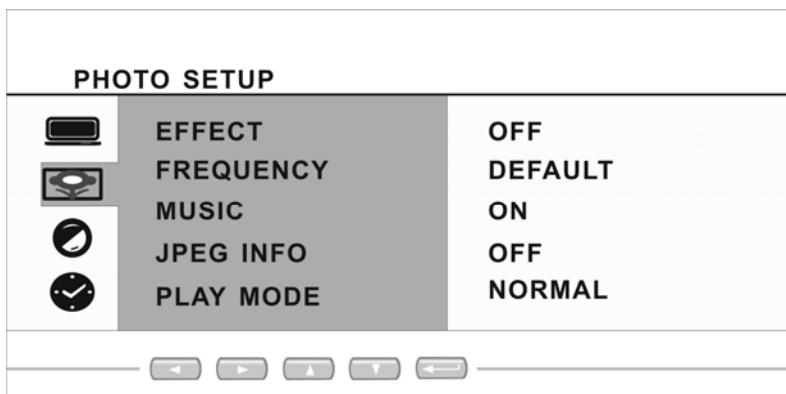 PHOTO SETUP
EFFECT OFF
FREQUENCY DEFAULT
MUSIC ON
JPEG INFO OFF
PLAY MODE NORMAL